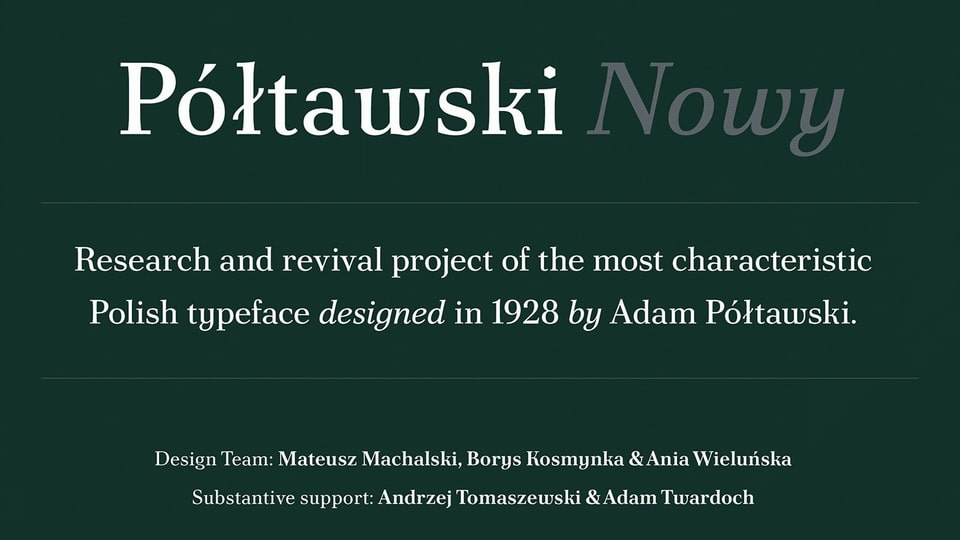 Półtawski Nowy
Research and revival project of the most characteristic
Polish typeface designed in 1928 by Adam Półtawski.
Design Team: Mateusz Machalski, Borys Kosmynka & Ania Wieluńska
Substantive support: Andrzej Tomaszewski & Adam Twardoch